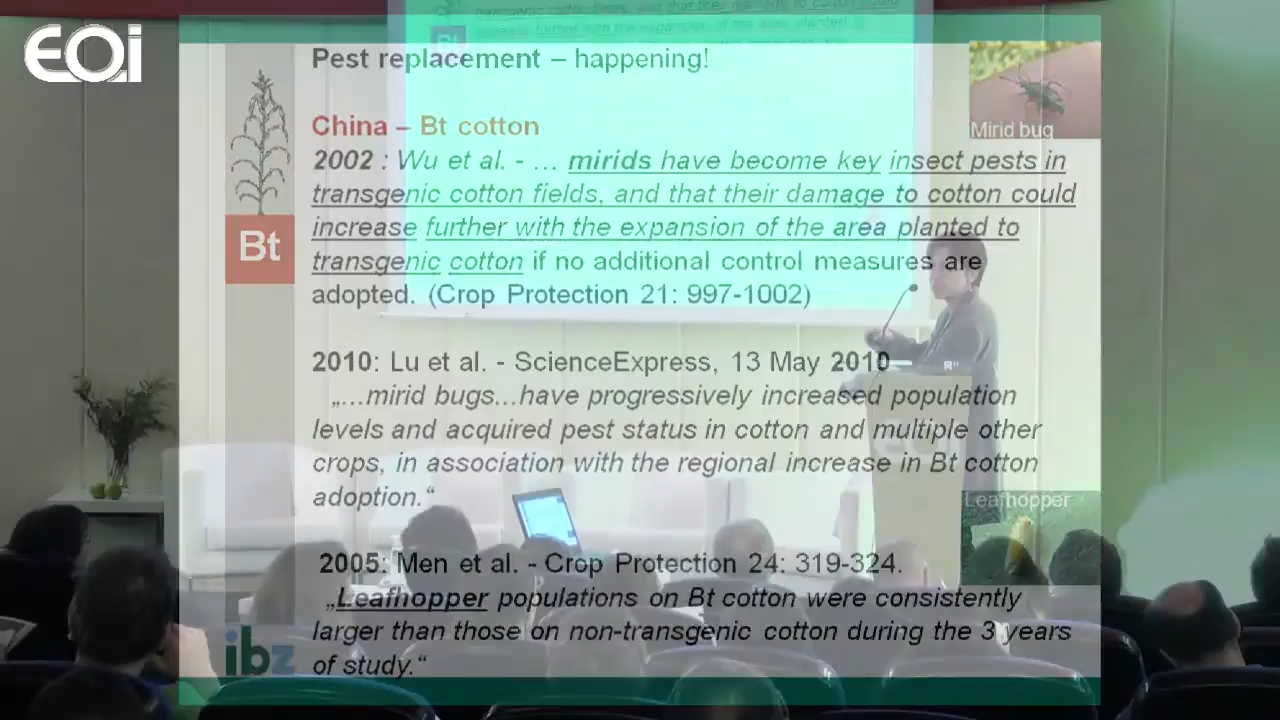 EOi
Pest replacement – happening!
China – Bt cotton
Mirid bug
2002 : Wu et al. - … mirids have become key insect pests in
transgenic cotton fields, and that their damage to cotton could
increase further with the expansion of the area planted to
transgenic cotton if no additional control measures are
adopted. (Crop Protection 21: 997-1002)
Bt
2010: Lu et al. - ScienceExpress, 13 May 2010
„…mirid bugs…have progressively increased population
levels and acquired pest status in cotton and multiple other
crops, in association with the regional increase in Bt cotton
adoption.“
Leafhopper
2005: Men et al. - Crop Protection 24: 319-324.
„Leafhopper populations on Bt cotton were consistently
larger than those on non-transgenic cotton during the 3 years
of study.“
ibz